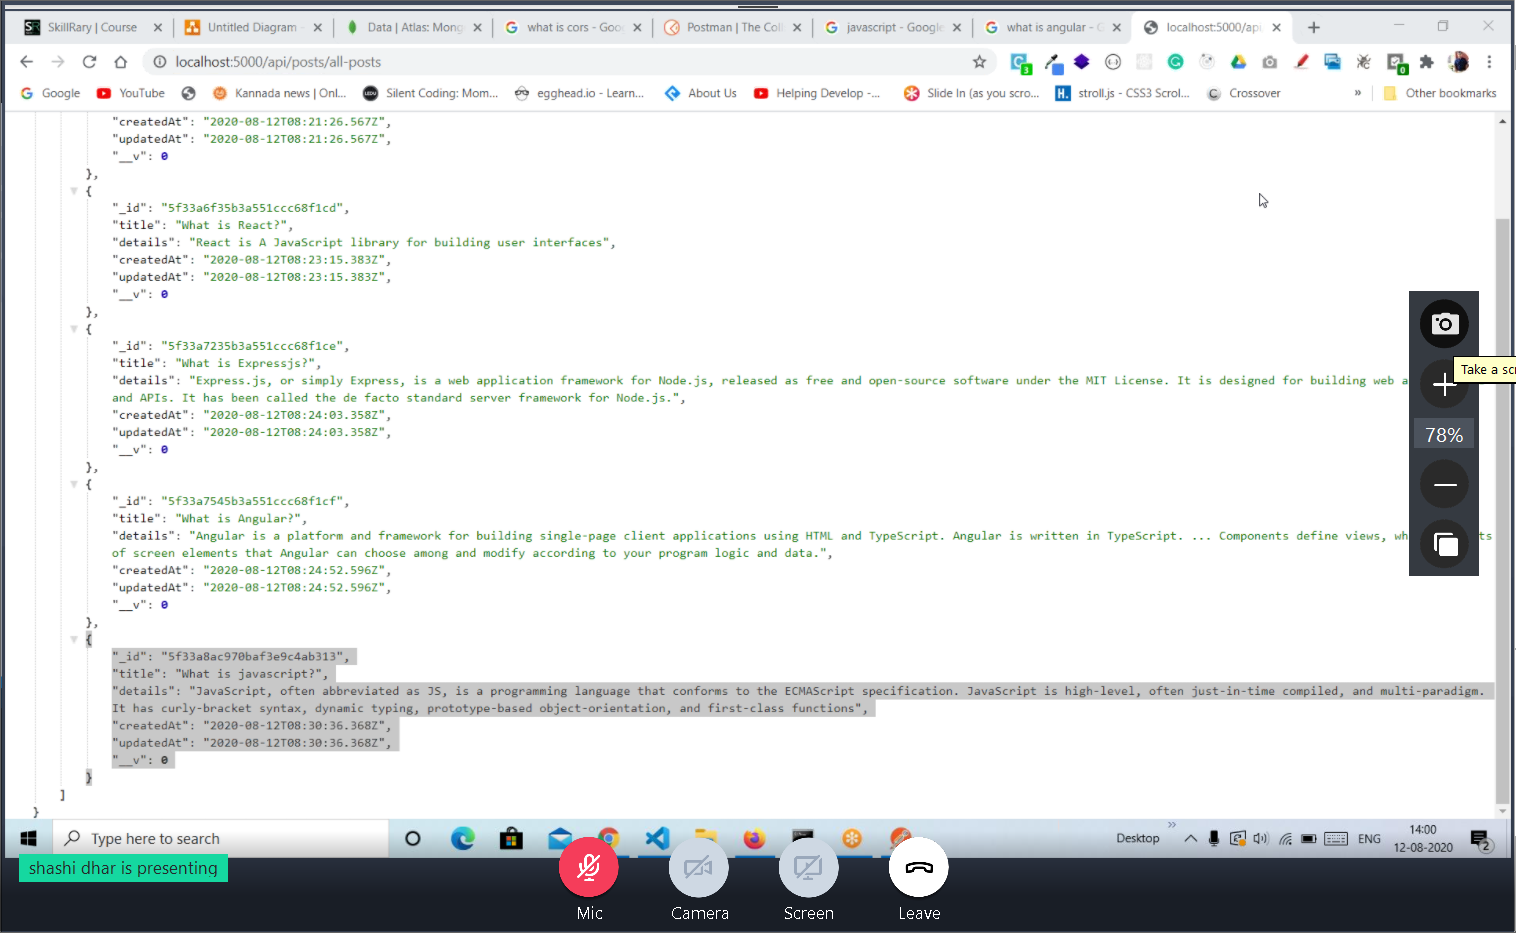 SkillRary | Course
Untitled Diagram -
Data | Atlas: Mong
what is cors - Goo
Postman | The Coll
javascript - Google
what is angular - G
localhost:5000/api
localhost:5000/api/posts/all-posts
3
0
Google
YouTube
Kannada news | Onl...
Silent Coding: Mom...
egghead.io - Learn...
About Us
Helping Develop -...
Slide In (as you scro...
H.
stroll.js - CSS3 Scrol...
Crossover
»
Other bookmarks
"createdAt": "2020-08-12T08:21:26.567Z",
"updatedAt": "2020-08-12T08:21:26.567Z",
"__v": 0
},
{
"_id": "5f33a6f35b3a551ccc68f1cd",
"title": "What is React?",
"details": "React is A JavaScript library for building user interfaces",
"createdAt": "2020-08-12T08:23:15.383Z",
"updatedAt": "2020-08-12T08:23:15.383Z",
"__v": 0
},
{
"_id": "5f33a7235b3a551ccc68f1ce",
"title": "What is Expressjs?",
"details": "Express.js, or simply Express, is a web application framework for Node.js, released as free and open-source software under the MIT License. It is designed for building web a
and APIs. It has been called the de facto standard server framework for Node.js.",
"createdAt": "2020-08-12T08:24:03.358Z",
"updatedAt": "2020-08-12T08:24:03.358Z",
"__v": 0
},
{
"_id": "5f33a7545b3a551ccc68f1cf",
"title": "What is Angular?",
"details": "Angular is a platform and framework for building single-page client applications using HTML and TypeScript. Angular is written in TypeScript. ... Components define views, wh ts
of screen elements that Angular can choose among and modify according to your program logic and data.",
"createdAt": "2020-08-12T08:24:52.596Z",
"updatedAt": "2020-08-12T08:24:52.596Z",
"__v": 0
},
{
"_id": "5f33a8ac970baf3e9c4ab313",
"title": "What is javascript?",
"details": "JavaScript, often abbreviated as JS, is a programming language that conforms to the ECMAScript specification. JavaScript is high-level, often just-in-time compiled, and multi-paradigm.
It has curly-bracket syntax, dynamic typing, prototype-based object-orientation, and first-class functions",
"createdAt": "2020-08-12T08:30:36.368Z",
"updatedAt": "2020-08-12T08:30:36.368Z",
"__v": 0
}
]
}
Take a scr
78%
Type here to search
Desktop
»
ENG
14:00
12-08-2020
2
shashi dhar is presenting
Mic
Camera
Screen
Leave